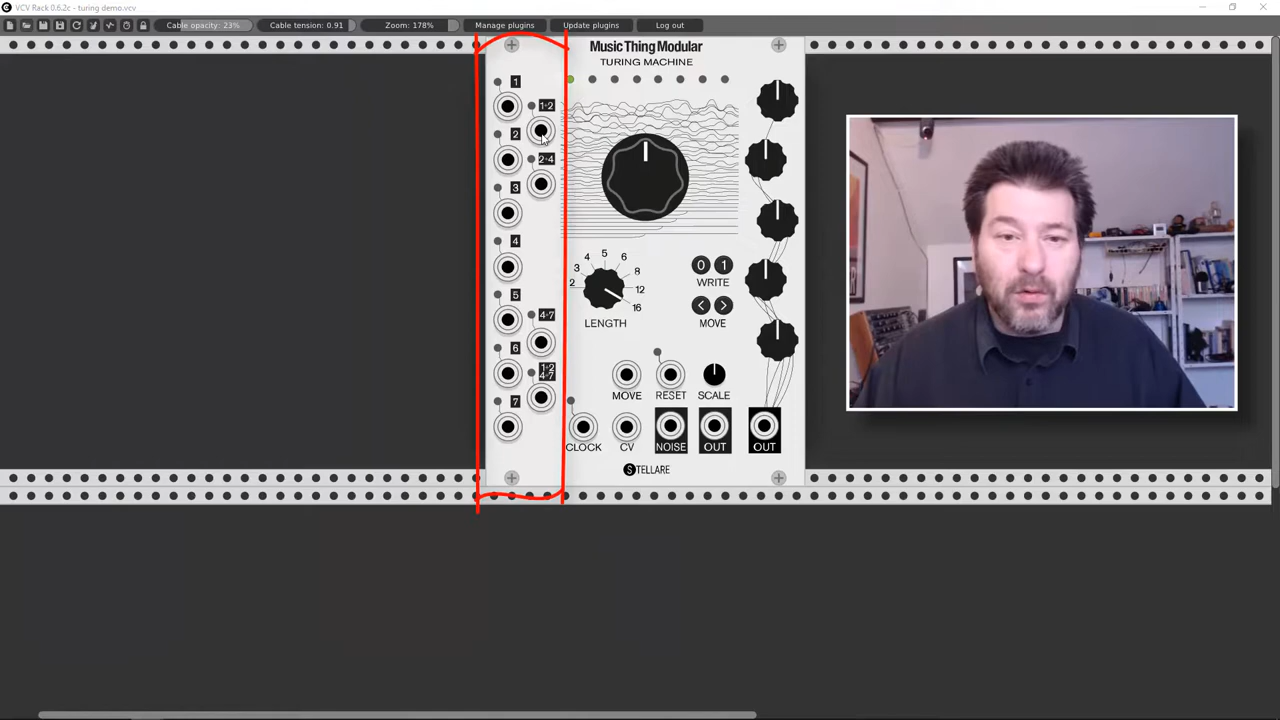 VCV Rack 0.6.2c - turing demo.vcv
Cable opacity: 23%
Cable tension: 0.91
Zoom: 178%
Manage plugins
Update plugins
Log out
Music Thing Modular
TURING MACHINE
1
1·2
2
2·4
3
4
5
4·7
6
1·2
4·7
7
2
3
4
5
6
8
12
16
LENGTH
0
1
WRITE
<
>
MOVE
MOVE
RESET
SCALE
CLOCK
CV
NOISE
OUT
OUT
STELLARE